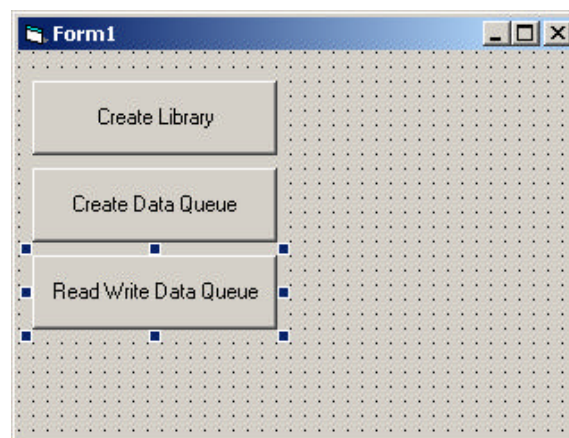 Form1
Create Library
Create Data Queue
Read Write Data Queue